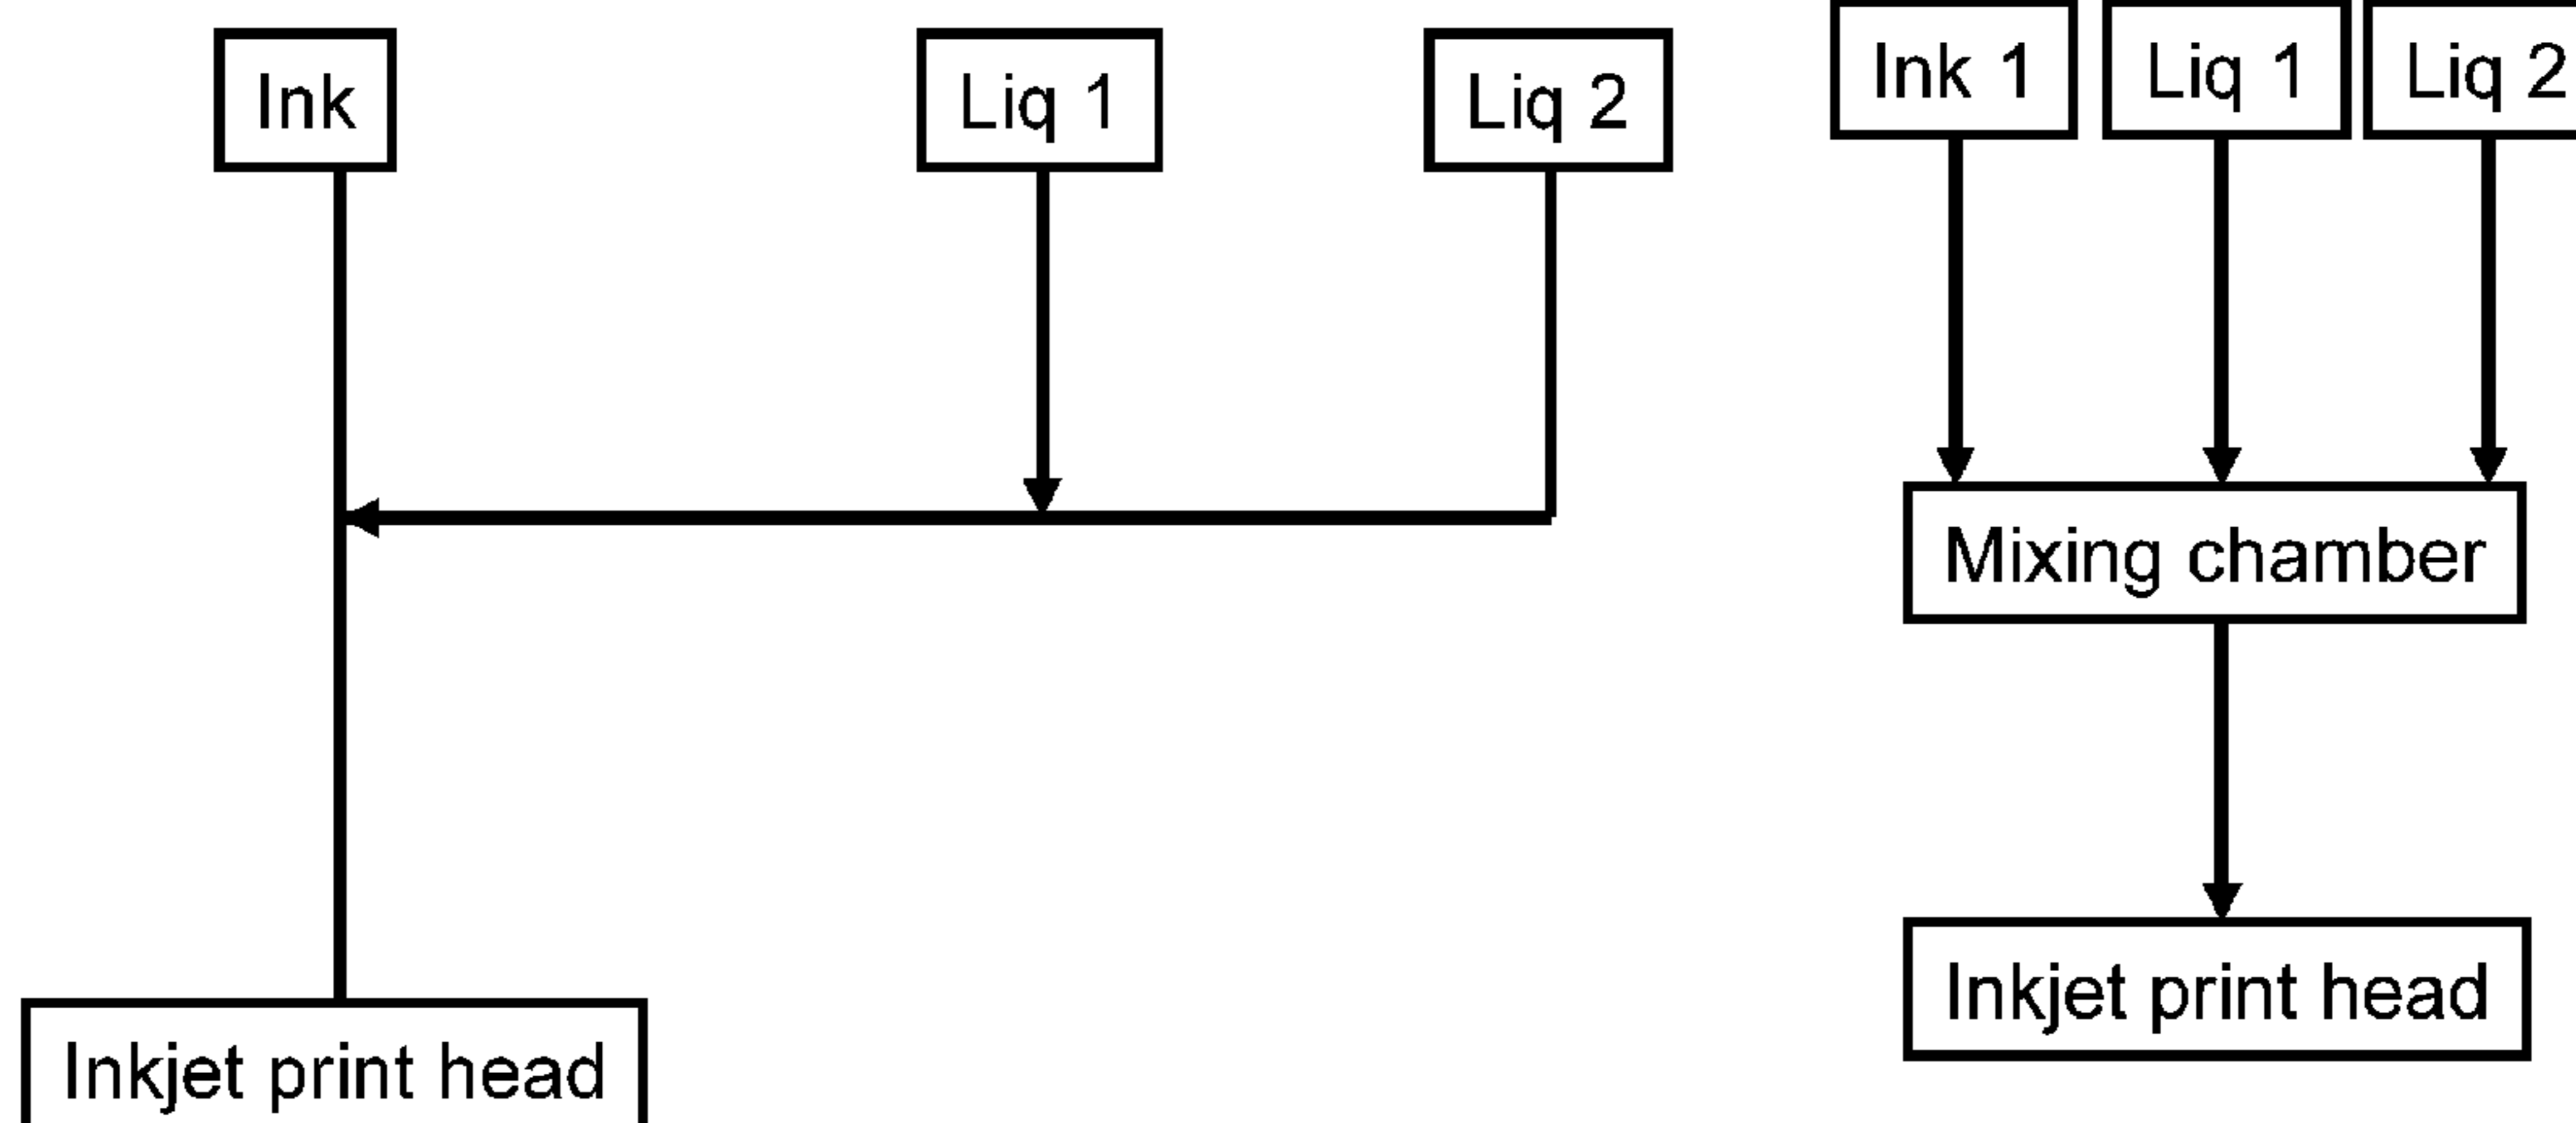 Ink
Liq 1
Liq 2
Inkjet print head
Ink 1
Liq 1
Liq 2
Mixing chamber
Inkjet print head